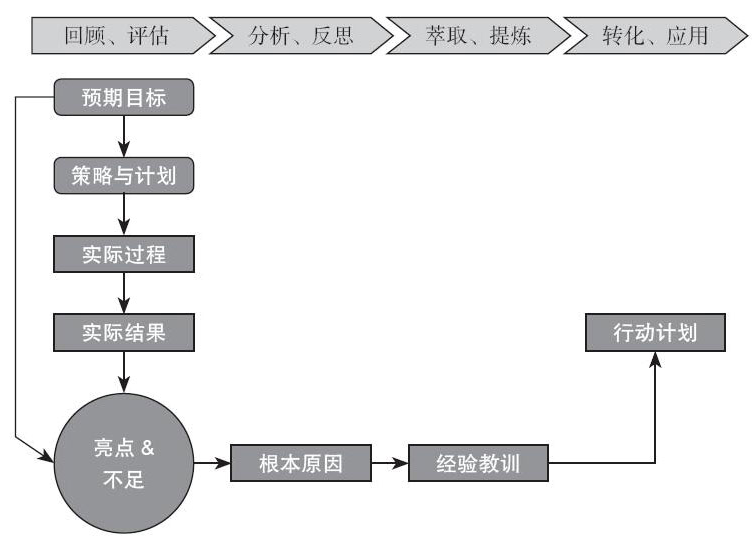 回顾、评估
分析、反思
萃取、提炼
转化、应用
预期目标
策略与计划
实际过程
实际结果
行动计划
亮点 &
不足
根本原因
经验教训